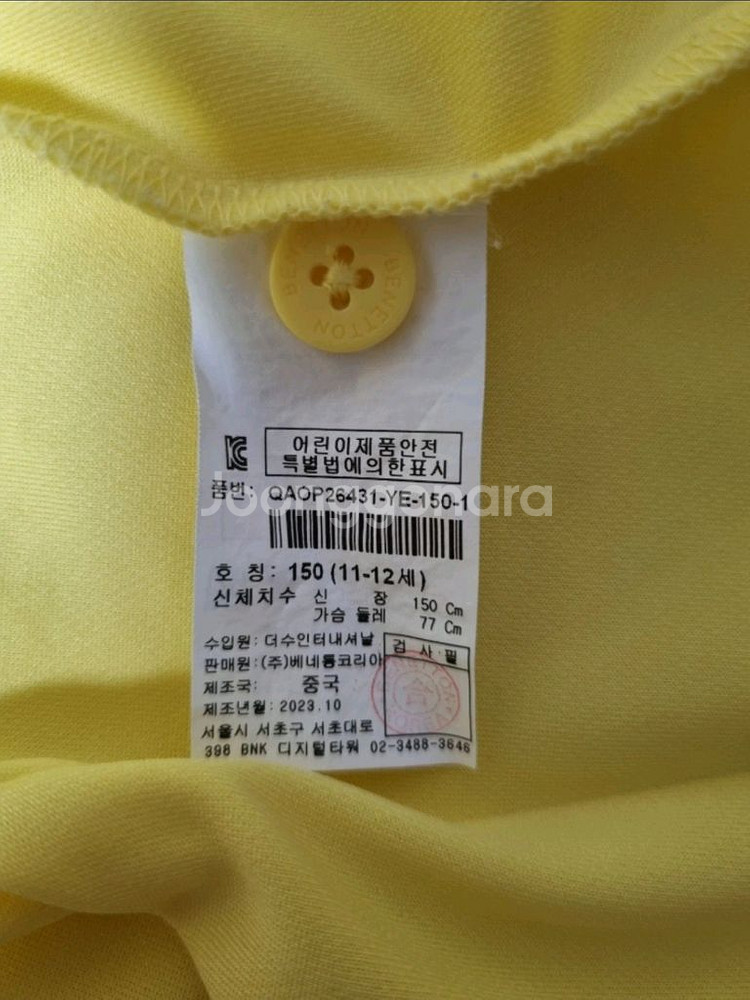 BENETTON
어린이제품안전
특별법에의한표시
품번: QAOP26431-YE-150-1
Joonggonara
호 칭: 150 (11-12세)
신체치수 신 장 150 Cm
가슴 둘레 77 Cm
수입원: 더수인터내셔날
검 사 필
판매원: (주)베네통코리아
제조국: 중국
제조년월: 2023.10
合
서울시 서초구 서초대로
398 BNK 디지털타워 02-3488-3646